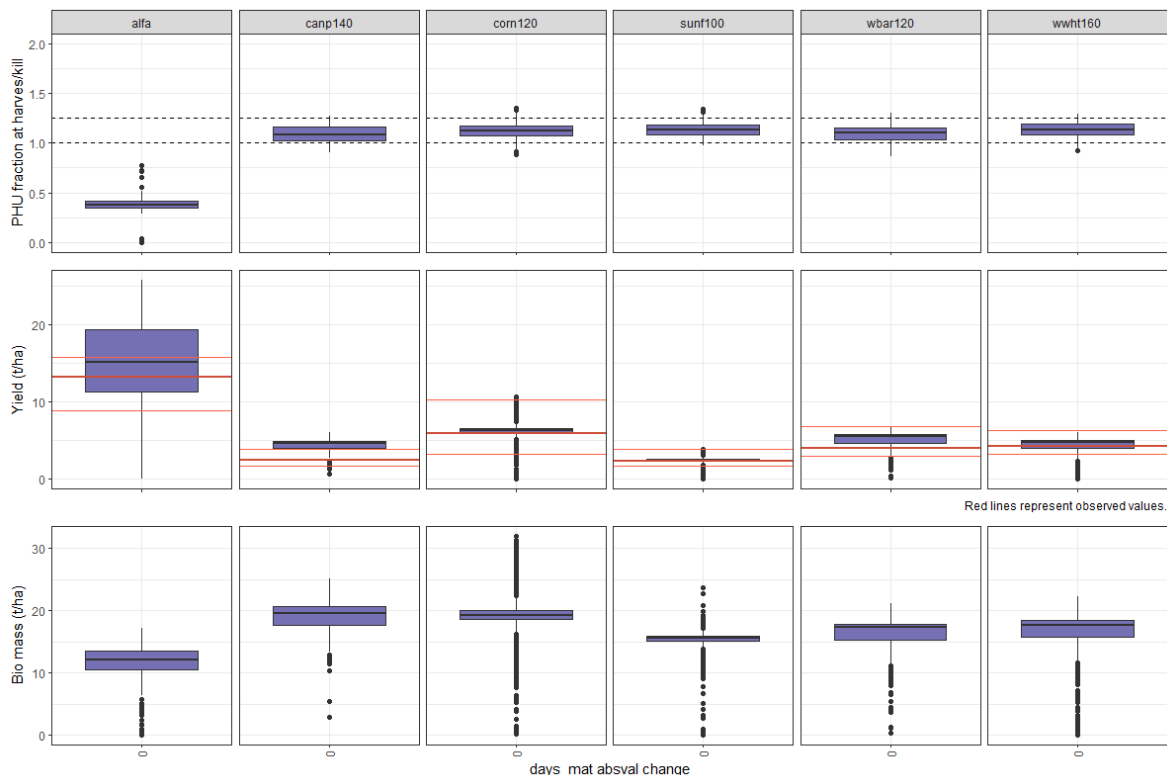 alfa canp140 corn120 sunf100 wbar120 wwht160
PHU fraction at harves/kill
2.0
1.5
1.0
0.5
0.0
Yield (t/ha)
20
10
0
Red lines represent observed values.
Bio mass (t/ha)
30
20
10
0
0 0 0 0 0 0
days_mat absval change